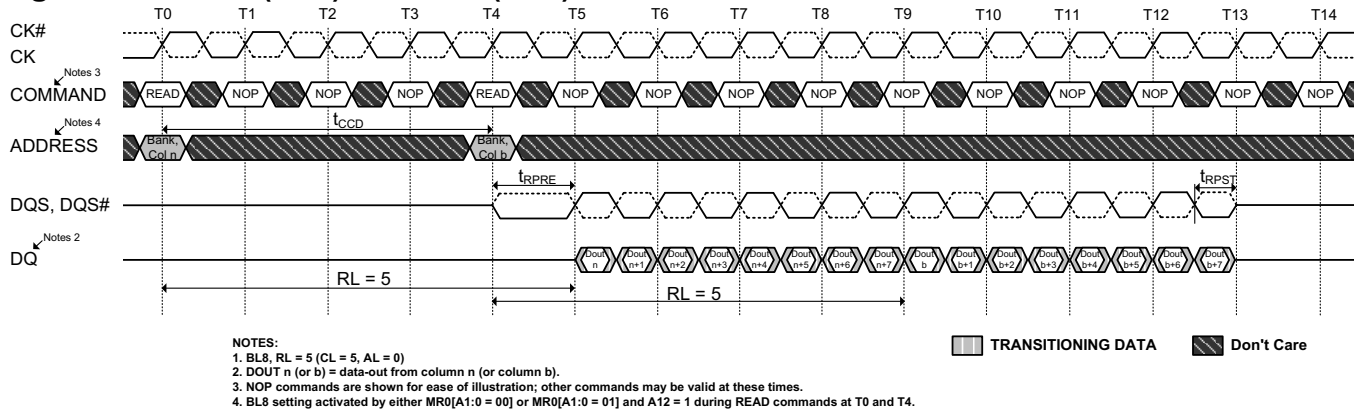 T0 T1 T2 T3 T4 T5 T6 T7 T8 T9 T10 T11 T12 T13 T14
CK#
CK
Notes 3
COMMAND READ NOP NOP NOP READ NOP NOP NOP NOP NOP NOP NOP NOP NOP NOP
tCCD
Notes 4
ADDRESS Bank, Col n Bank, Col b
tRPRE tRPST
DQS, DQS#
Notes 2
DQ Dout n Dout n+1 Dout n+2 Dout n+3 Dout n+4 Dout n+5 Dout n+6 Dout n+7 Dout b Dout b+1 Dout b+2 Dout b+3 Dout b+4 Dout b+5 Dout b+6 Dout b+7
RL = 5 RL = 5
NOTES:
1. BL8, RL = 5 (CL = 5, AL = 0)
2. DOUT n (or b) = data-out from column n (or column b).
3. NOP commands are shown for ease of illustration; other commands may be valid at these times.
4. BL8 setting activated by either MR0[A1:0 = 00] or MR0[A1:0 = 01] and A12 = 1 during READ commands at T0 and T4.
TRANSITIONING DATA Don't Care